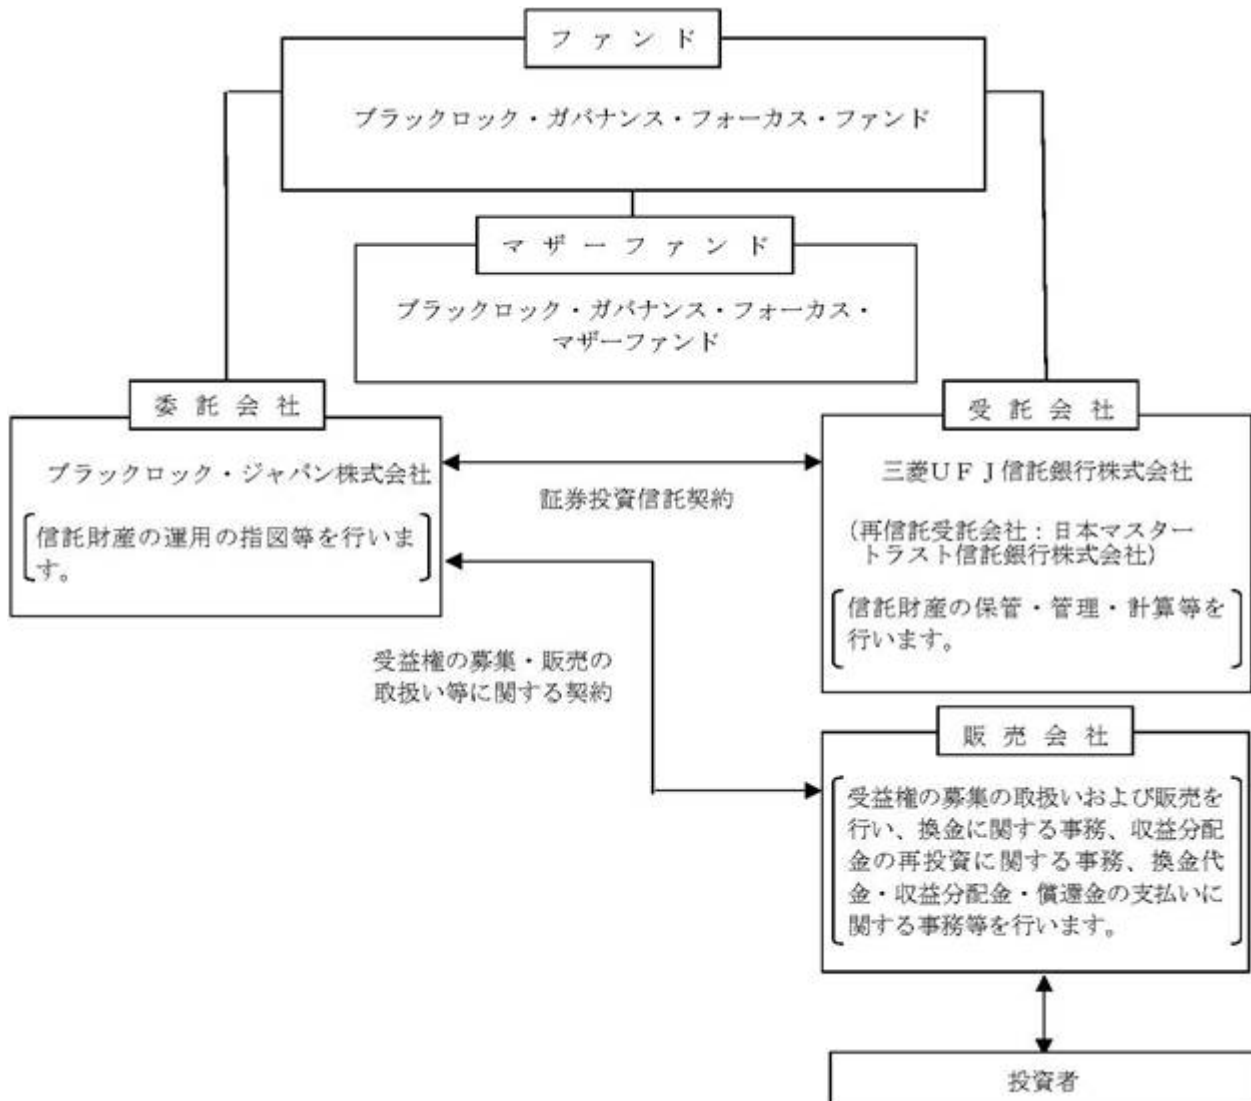 ファンド
ブラックロック・ガバナンス・フォーカス・ファンド
マザーファンド
ブラックロック・ガバナンス・フォーカス・
マザーファンド
委託会社
ブラックロック・ジャパン株式会社
信託財産の運用の指図等を行いま
す。
証券投資信託契約
受益権の募集・販売の
取扱い等に関する契約
受託会社
三菱UFJ信託銀行株式会社
(再信託受託会社：日本マスター
トラスト信託銀行株式会社)
信託財産の保管・管理・計算等を
行います。
販売会社
受益権の募集の取扱いおよび販売を
行い、換金に関する事務、収益分配
金の再投資に関する事務、換金代
金・収益分配金・償還金の支払いに
関する事務等を行います。
投資者